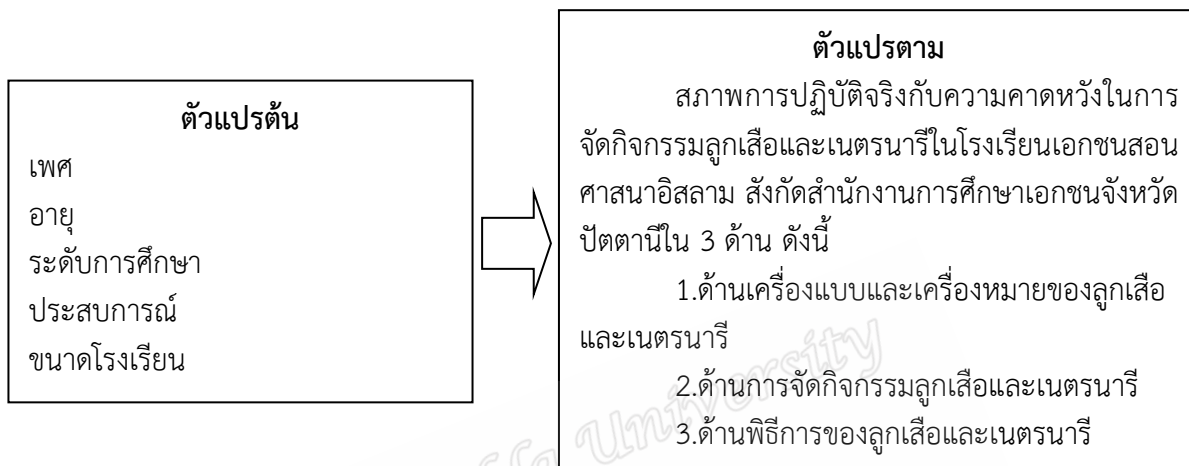 ตัวแปรต้น
เพศ
อายุ
ระดับการศึกษา
ประสบการณ์
ขนาดโรงเรียน
ตัวแปรตาม
สภาพการปฏิบัติจริงกับความคาดหวังในการ
จัดกิจกรรมลูกเสือและเนตรนารีในโรงเรียนเอกชนสอน
ศาสนาอิสลาม สังกัดสำนักงานการศึกษาเอกชนจังหวัด
ปัตตานีใน 3 ด้าน ดังนี้
1.ด้านเครื่องแบบและเครื่องหมายของลูกเสือ
และเนตรนารี
2.ด้านการจัดกิจกรรมลูกเสือและเนตรนารี
3.ด้านพิธีการของลูกเสือและเนตรนารี
University